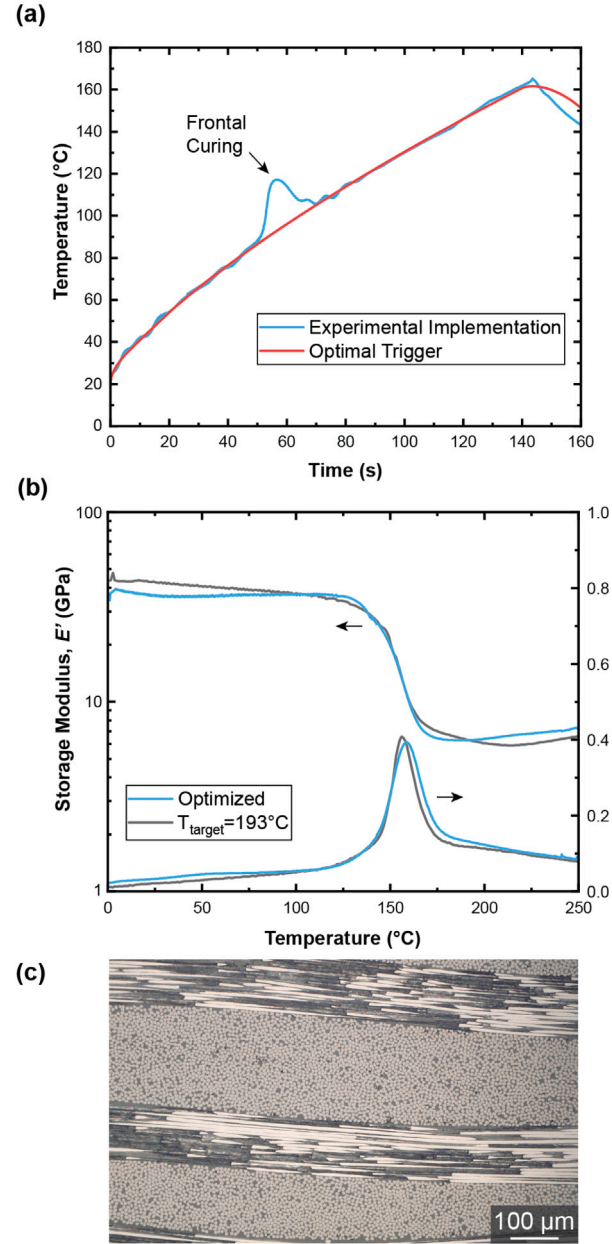 (a)
180
160
140
120
100
80
60
40
20
0
Temperature (°C)
Frontal
Curing
Experimental Implementation
Optimal Trigger
0 20 40 60 80 100 120 140 160
Time (s)
(b)
100
10
1
Storage Modulus, E’ (GPa)
1.0
0.8
0.6
0.4
0.2
0.0
Optimized
Ttarget=193°C
0 50 100 150 200 250
Temperature (°C)
(c)
100 µm